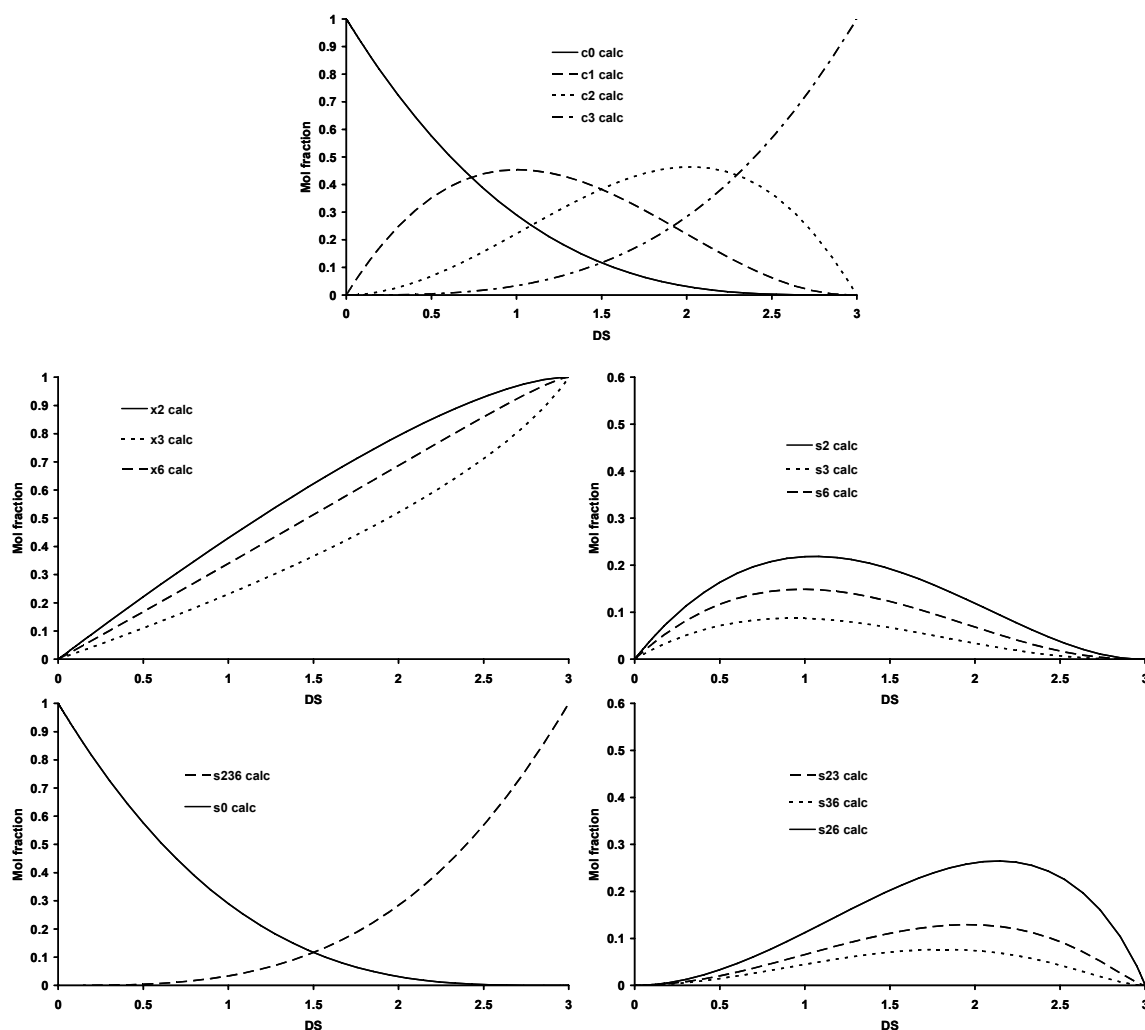 1
0.9
0.8
0.7
0.6
0.5
0.4
0.3
0.2
0.1
0
Mol fraction
c0 calc
c1 calc
c2 calc
c3 calc
0 0.5 1 1.5 2 2.5 3
DS
1
0.9
0.8
0.7
0.6
0.5
0.4
0.3
0.2
0.1
0
Mol fraction
x2 calc
x3 calc
x6 calc
0 0.5 1 1.5 2 2.5 3
DS
0.6
0.5
0.4
0.3
0.2
0.1
0
Mol fraction
s2 calc
s3 calc
s6 calc
0 0.5 1 1.5 2 2.5 3
DS
1
0.9
0.8
0.7
0.6
0.5
0.4
0.3
0.2
0.1
0
Mol fraction
s236 calc
s0 calc
0 0.5 1 1.5 2 2.5 3
DS
0.6
0.5
0.4
0.3
0.2
0.1
0
Mol fraction
s23 calc
s36 calc
s26 calc
0 0.5 1 1.5 2 2.5 3
DS